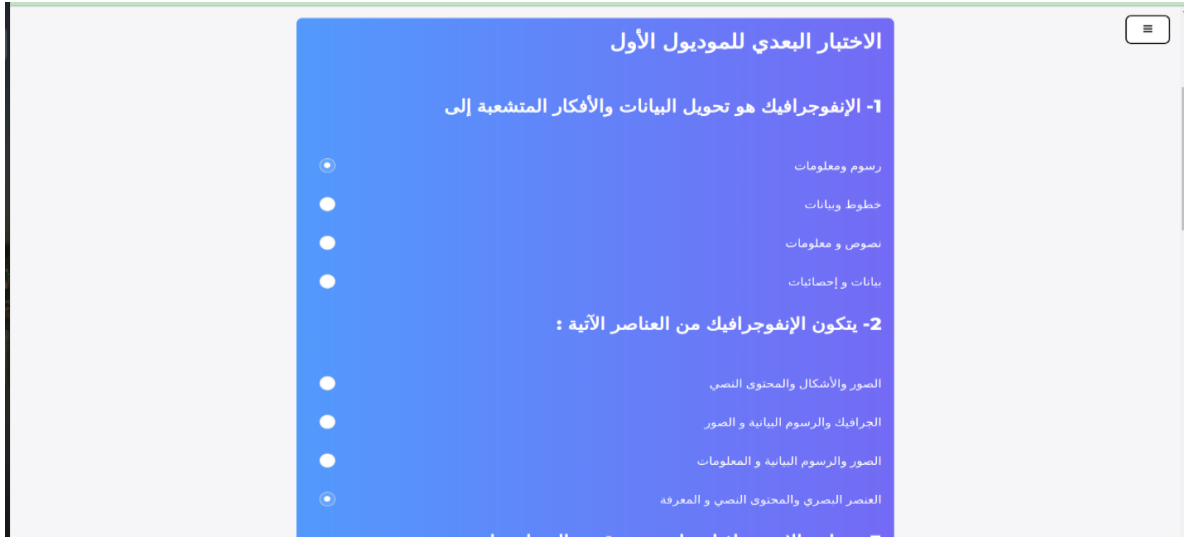 الاختبار البعدي للموديول الأول
1- الإنفوجرافيك هو تحويل البيانات والأفكار المتشعبة إلى
رسوم ومعلومات
خطوط وبيانات
نصوص و معلومات
بيانات و إحصائيات
2- يتكون الإنفوجرافيك من العناصر الآتية :
الصور والأشكال والمحتوى النصي
الجرافيك والرسوم البيانية و الصور
الصور والرسوم البيانية و المعلومات
العنصر البصري والمحتوى النصي و المعرفة